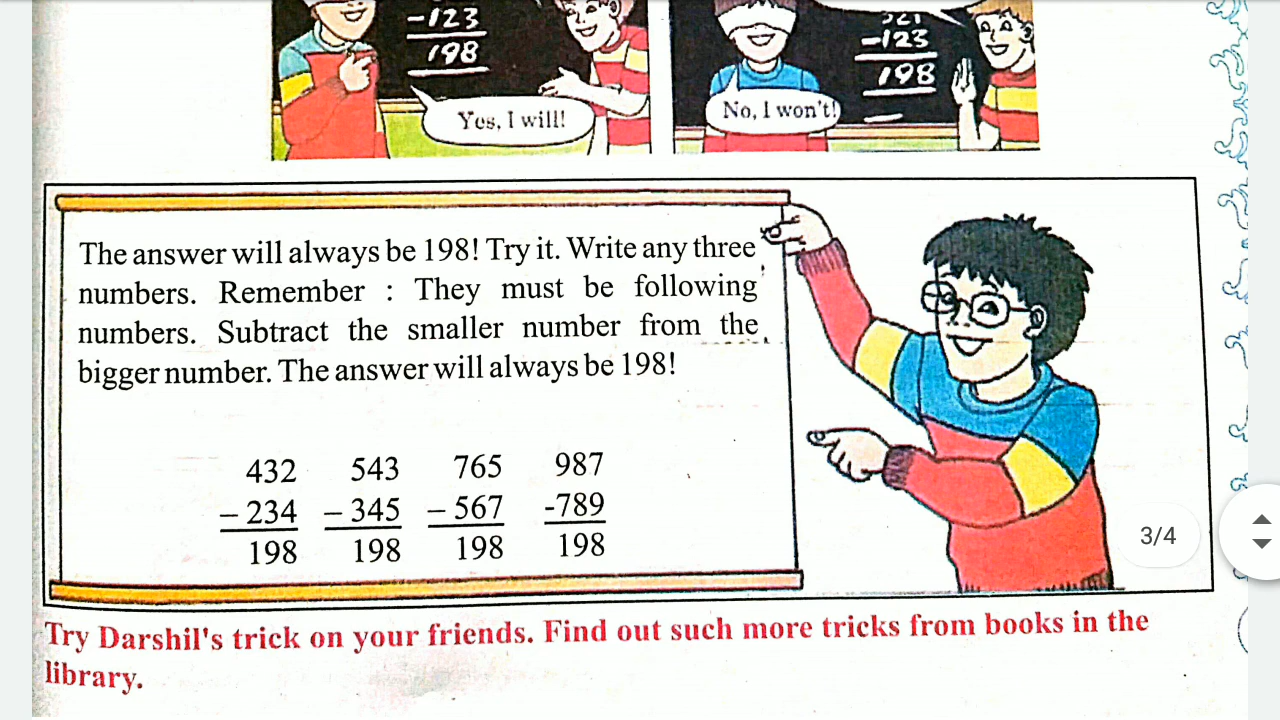 -123
198
Yes, I will!
321
-123
198
No, I won't!
The answer will always be 198! Try it. Write any three
numbers. Remember : They must be following
numbers. Subtract the smaller number from the
bigger number. The answer will always be 198!
432 543 765 987
– 234 – 345 – 567 -789
198 198 198 198
3/4
Try Darshil's trick on your friends. Find out such more tricks from books in the
library.